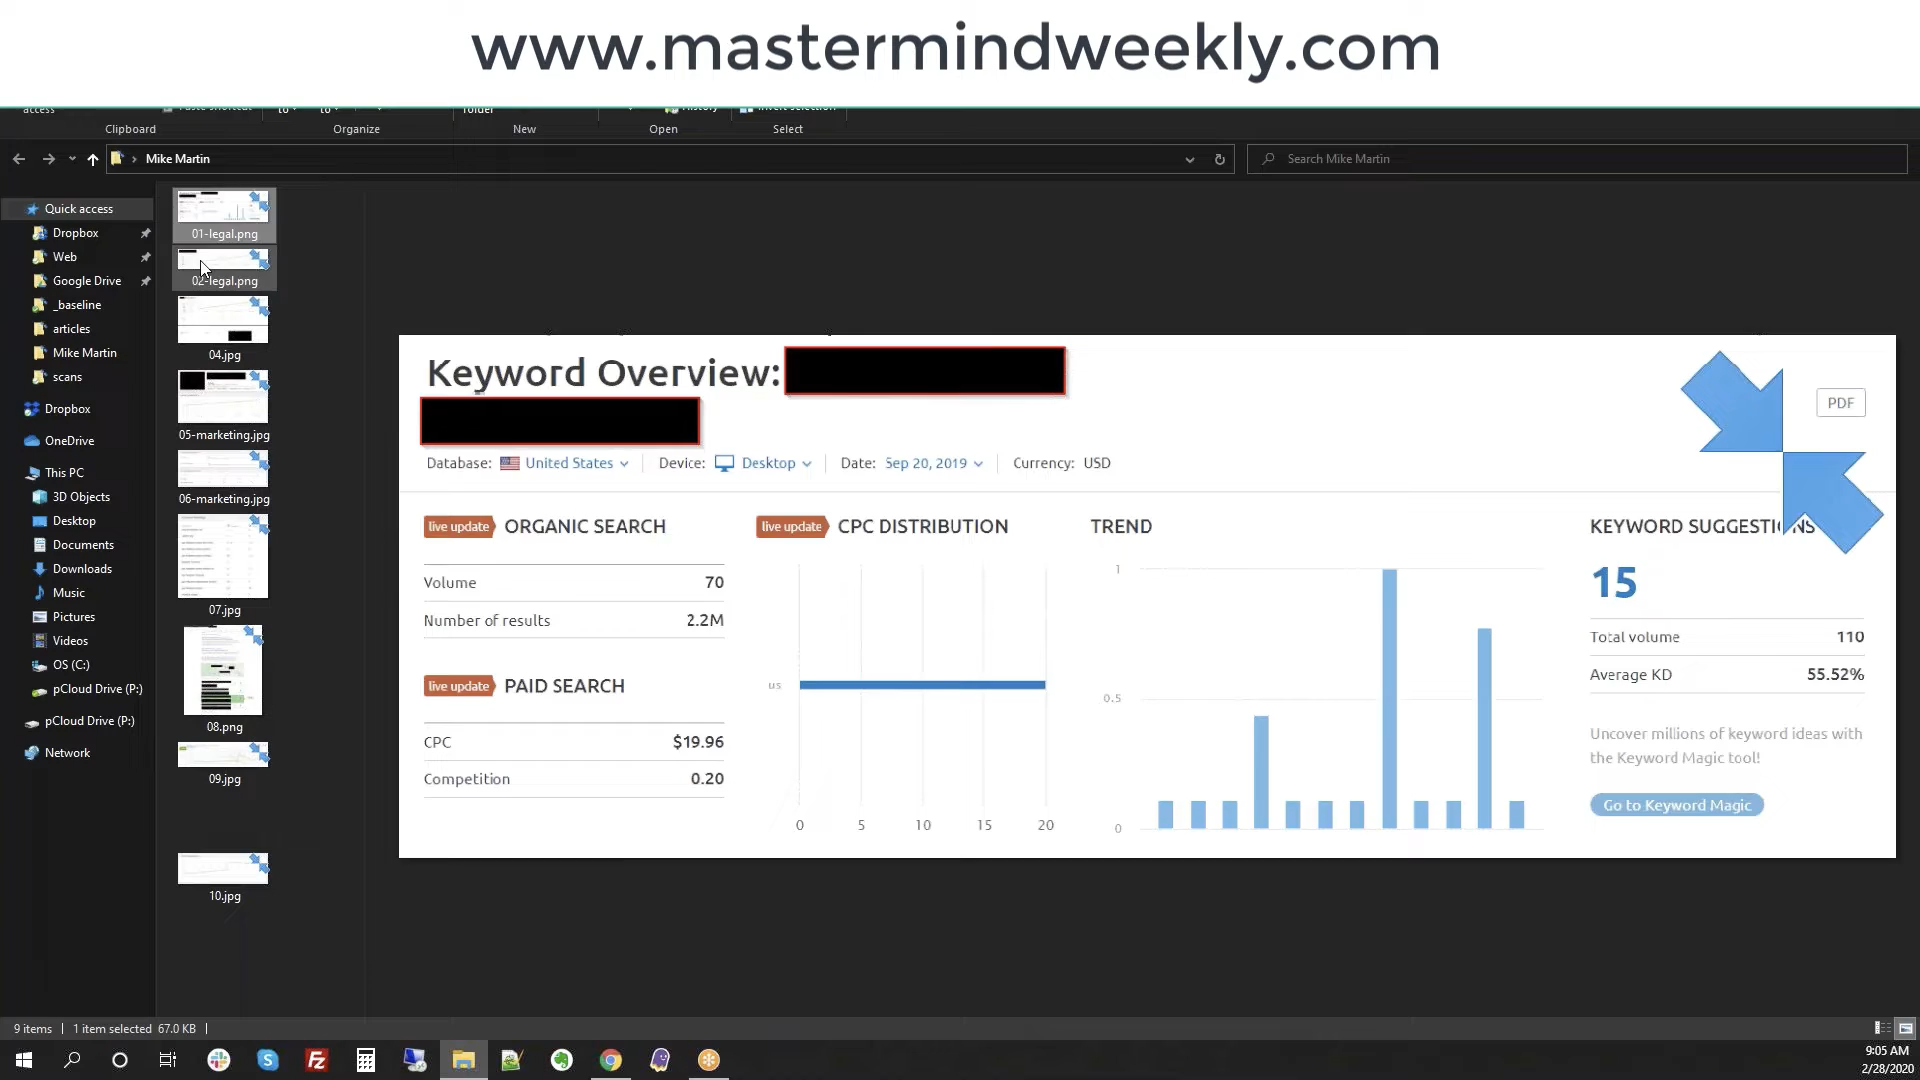 www.mastermindweekly.com
access
folder
Clipboard
Organize
New
Open
Select
Mike Martin
Search Mike Martin
Quick access
Dropbox
Web
Google Drive
_baseline
articles
Mike Martin
scans
Dropbox
OneDrive
This PC
3D Objects
Desktop
Documents
Downloads
Music
Pictures
Videos
OS (C:)
pCloud Drive (P:)
pCloud Drive (P:)
Network
01-legal.png
02-legal.png
04.jpg
05-marketing.jpg
06-marketing.jpg
07.jpg
08.png
09.jpg
10.jpg
Keyword Overview:
PDF
Database: United States Device: Desktop Date: Sep 20, 2019 Currency: USD
live update ORGANIC SEARCH
Volume 70
Number of results 2.2M
live update PAID SEARCH
CPC $19.96
Competition 0.20
live update CPC DISTRIBUTION
us
0 5 10 15 20
TREND
1
0.5
0
KEYWORD SUGGESTIONS
15
Total volume 110
Average KD 55.52%
Uncover millions of keyword ideas with
the Keyword Magic tool!
Go to Keyword Magic
9 items 1 item selected 67.0 KB
9:05 AM
2/28/2020